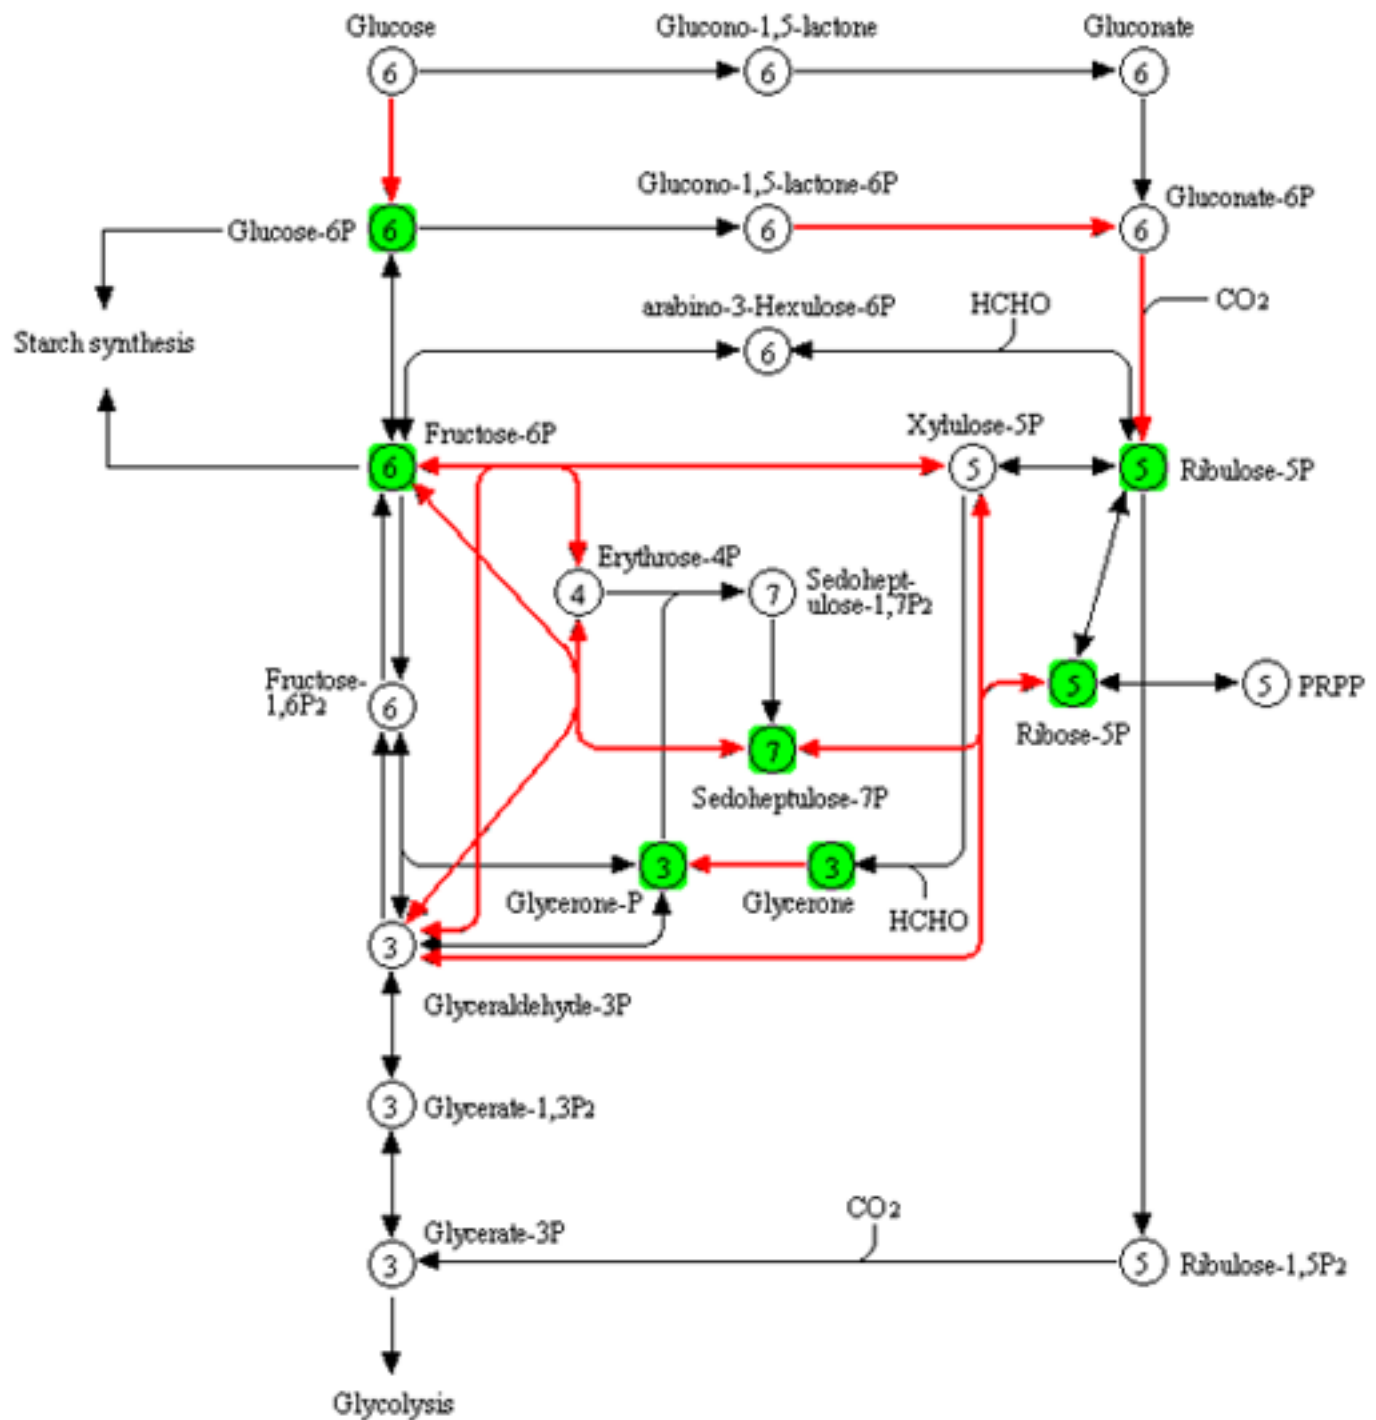 Glucose
Glucono-1,5-lactone
Gluconate
6
6
6
Glucono-1,5-lactone-6P
Gluconate-6P
Glucose-6P
6
6
6
arabino-3-Hexulose-6P
HCHO
CO2
Starch synthesis
6
Fructose-6P
Xylulose-5P
6
5
5
Ribulose-5P
Erythrose-4P
Sedohept-
ulose-1,7P2
4
7
Fructose-
1,6P2
6
5
5
PRPP
Ribose-5P
7
Sedoheptulose-7P
3
3
Glycerone-P
Glycerone
HCHO
3
Glyceraldehyde-3P
3
Glycerate-1,3P2
CO2
Glycerate-3P
3
5
Ribulose-1,5P2
Glycolysis